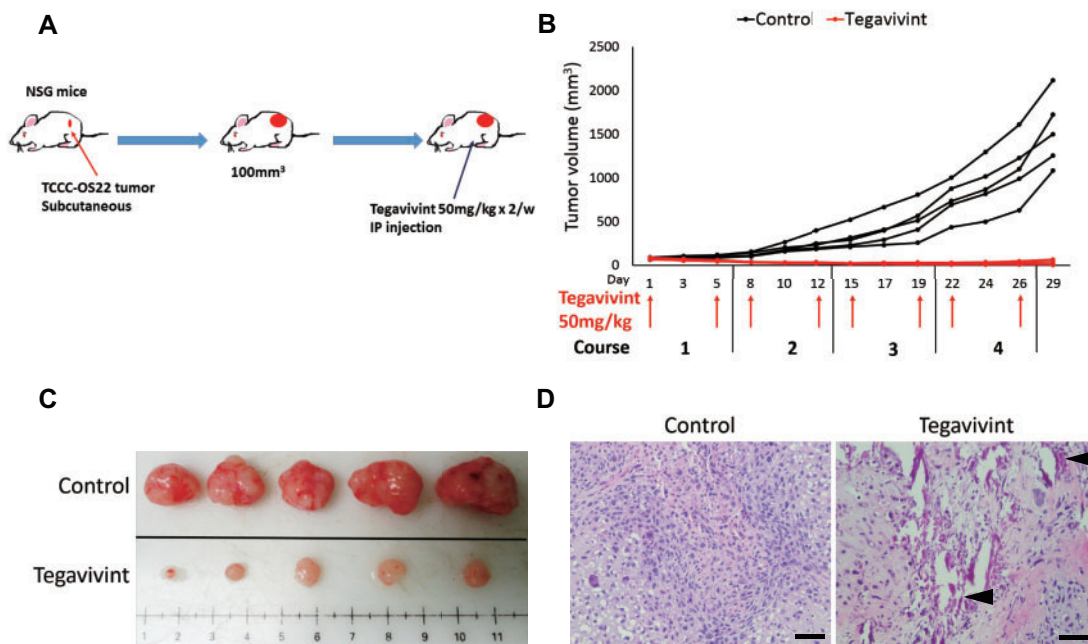 A
NSG mice
TCCC-OS22 tumor
Subcutaneous
100mm³
Tegavivint 50mg/kg x 2/w
IP injection
B
Control Tegavivint
Tumor volume (mm³)
2500
2000
1500
1000
500
0
Day 1 3 5 8 10 12 15 17 19 22 24 26 29
Tegavivint
50mg/kg
Course 1 2 3 4
C
Control
Tegavivint
1 2 3 4 5 6 7 8 9 10 11
D
Control Tegavivint